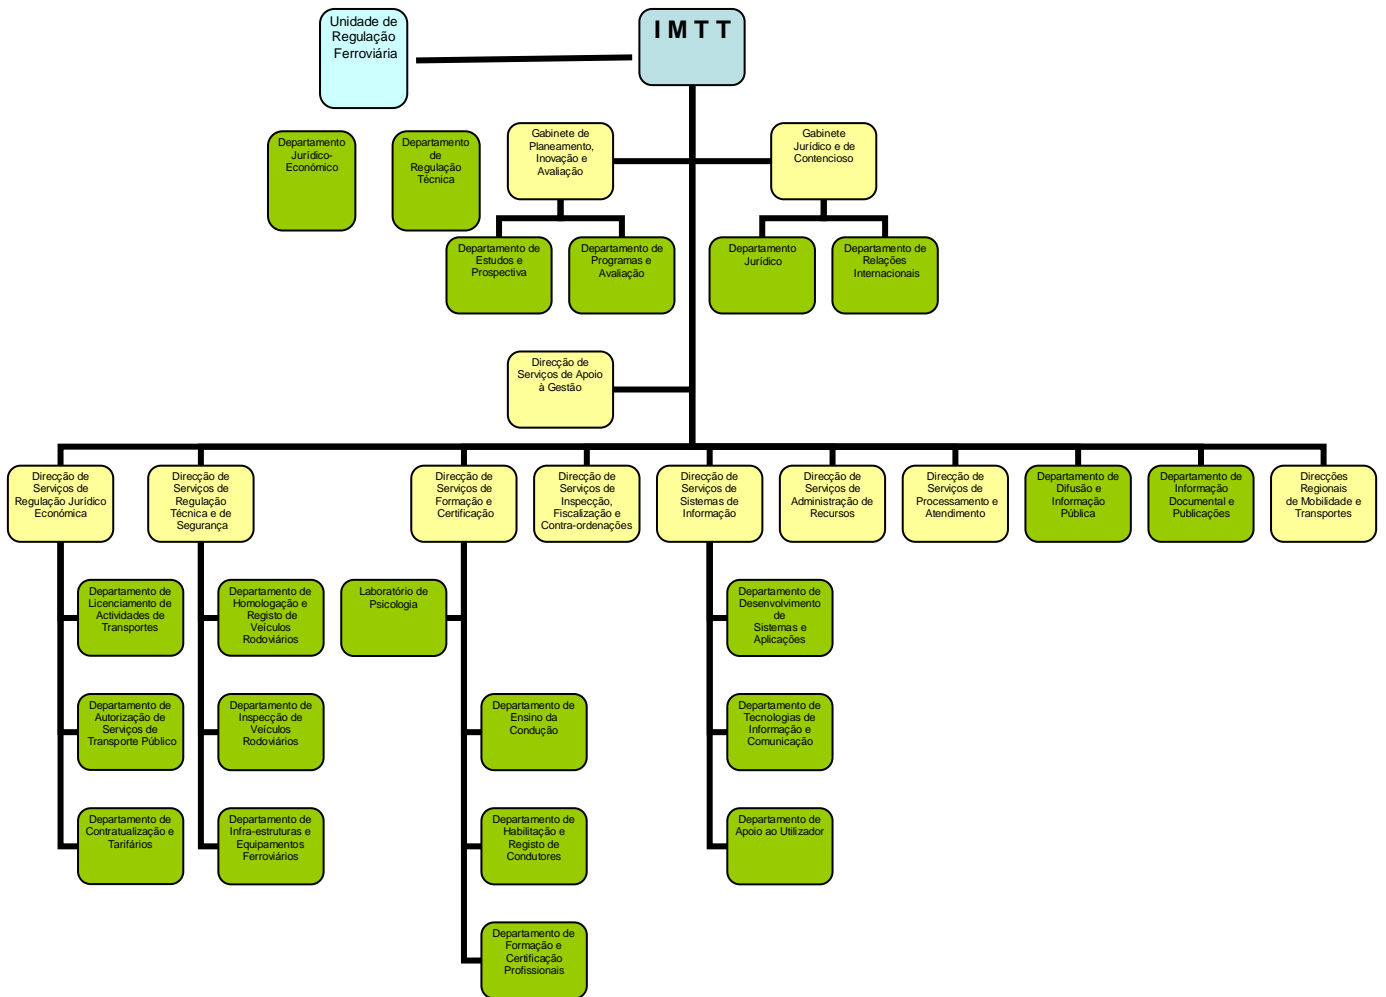 Unidade de
Regulação
Ferroviária
I M T T
Departamento
Jurídico-
Económico
Departamento
de
Regulação
Técnica
Gabinete de
Planeamento,
Inovação e
Avaliação
Gabinete
Jurídico e de
Contencioso
Departamento de
Estudos e
Prospectiva
Departamento de
Programas e
Avaliação
Departamento
Jurídico
Departamento de
Relações
Internacionais
Direcção de
Serviços de Apoio
à Gestão
Direcção de
Serviços de
Regulação Jurídico
Económica
Direcção de
Serviços de
Regulação
Técnica e de
Segurança
Direcção de
Serviços de
Formação e
Certificação
Direcção de
Serviços de
Inspecção,
Fiscalização e
Contra-ordenações
Direcção de
Serviços de
Sistemas de
Informação
Direcção de
Serviços de
Administração de
Recursos
Direcção de
Serviços de
Processamento e
Atendimento
Departamento de
Difusão e
Informação
Pública
Departamento de
Informação
Documental e
Publicações
Direcções
Regionais
de Mobilidade e
Transportes
Departamento de
Licenciamento de
Actividades de
Transportes
Departamento de
Homologação e
Registo de
Veículos
Rodoviários
Laboratório de
Psicologia
Departamento de
Desenvolvimento
de
Sistemas e
Aplicações
Departamento de
Autorização de
Serviços de
Transporte Público
Departamento de
Inspecção de
Veículos
Rodoviários
Departamento de
Ensino da
Condução
Departamento de
Tecnologias de
Informação e
Comunicação
Departamento de
Contratualização e
Tarifários
Departamento de
Infra-estruturas e
Equipamentos
Ferroviários
Departamento de
Habilitação e
Registo de
Condutores
Departamento de
Apoio ao Utilizador
Departamento de
Formação e
Certificação
Profissionais